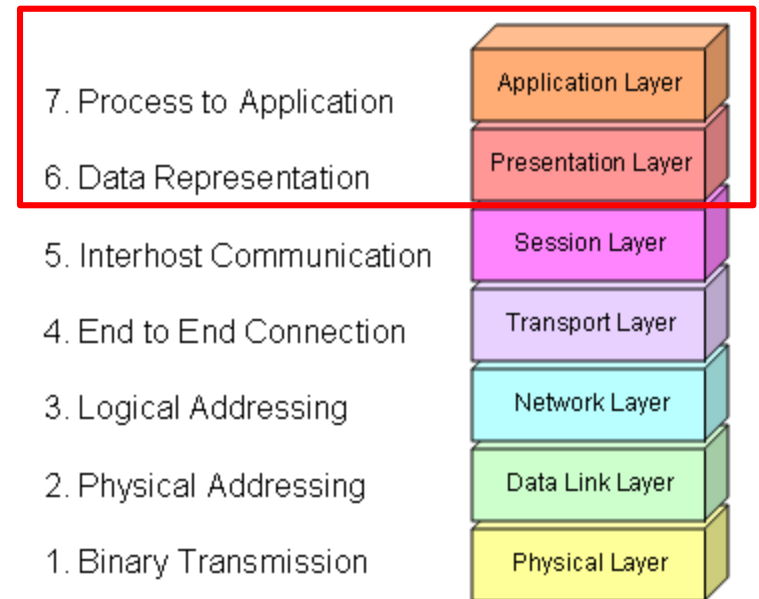 7. Process to Application
Application Layer
6. Data Representation
Presentation Layer
5. Interhost Communication
Session Layer
4. End to End Connection
Transport Layer
3. Logical Addressing
Network Layer
2. Physical Addressing
Data Link Layer
1. Binary Transmission
Physical Layer